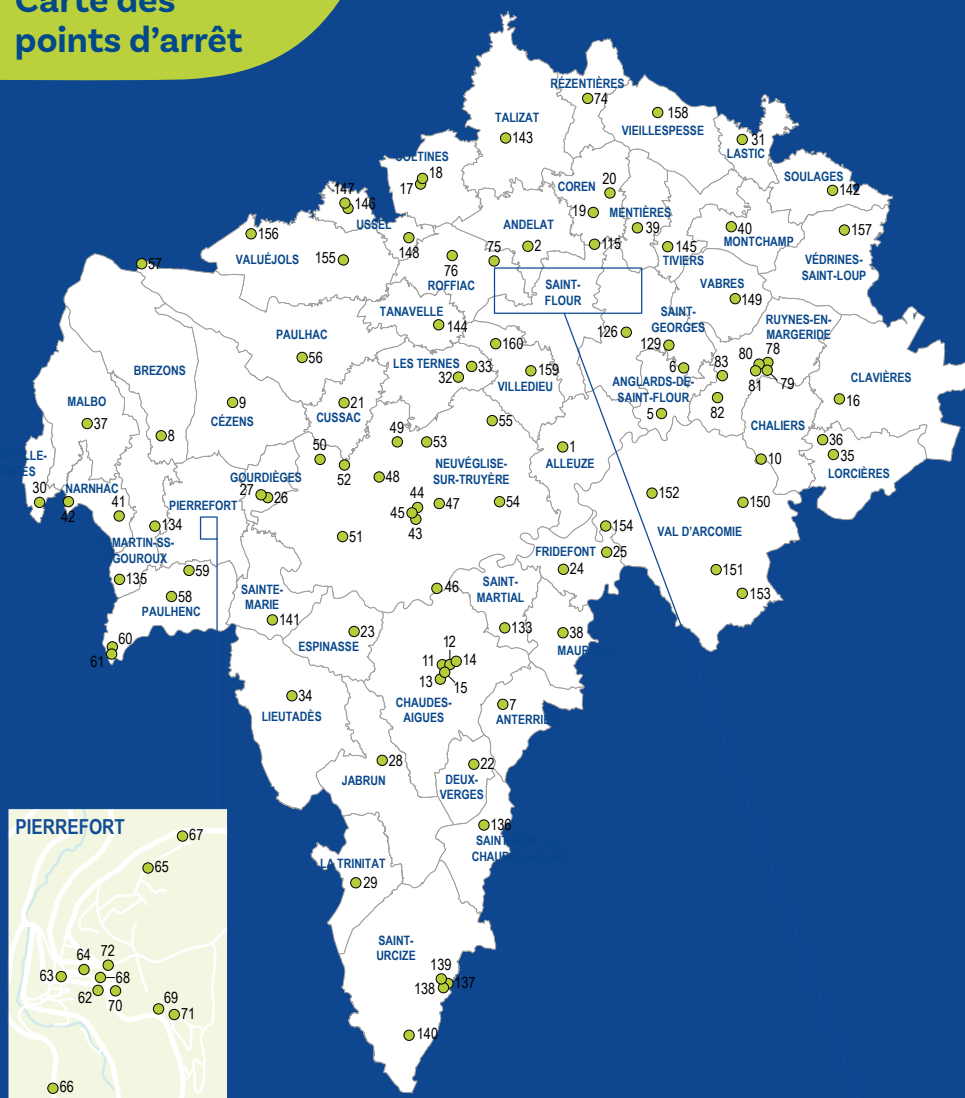 Carte des
points d'arrêt
RÉZENTIÈRES
74
TALIZAT
143
158
VIEILLESPESSE
31
LASTIC
18
17
COREN
20
19
SOULAGES
142
147
146
USSEL
ANDELAT
2
MENTIÈRES
39
115
40
MONTCHAMP
145
TIVIERS
157
VÉDRINES-
SAINT-LOUP
156
VALUÉJOLS
155
148
76
ROFFIAC
75
57
SAINT-
FLOUR
VABRES
149
TANAVELLE
144
SAINT-
GEORGES
126
129
RUYNES-EN-
MARGERIDE
PAULHAC
56
160
LES TERNES
33
32
159
VILLEDIEU
6
ANGLARDS-DE-
SAINT-FLOUR
5
83
82
80
78
81
79
CLAVIÈRES
16
BREZONS
MALBO
37
8
9
CÉZENS
21
CUSSAC
55
CHALIERS
36
35
LORCIÈRES
10
49
53
50
52
48
NEUVÉGLISE-
SUR-TRUYÈRE
1
ALLEUZE
30
NARNHAC
42
41
GOURDIÈGES
27
26
PIERREFORT
134
44
45
43
47
54
152
150
VAL D'ARCOMIE
MARTIN-SS-
GOUROUX
51
154
FRIDEFONT
25
24
151
153
135
59
58
PAULHENC
SAINTE-
MARIE
141
46
SAINT-
MARTIAL
133
38
60
61
23
ESPINASSE
12
11
14
13
15
CHAUDES-
AIGUES
34
LIEUTADÈS
7
28
JABRUN
22
DEUX-
VERGES
136
LA TRINITAT
29
SAINT-
URCIZE
139
137
138
140
PIERREFORT
67
65
64
72
63
68
62
70
69
71
66